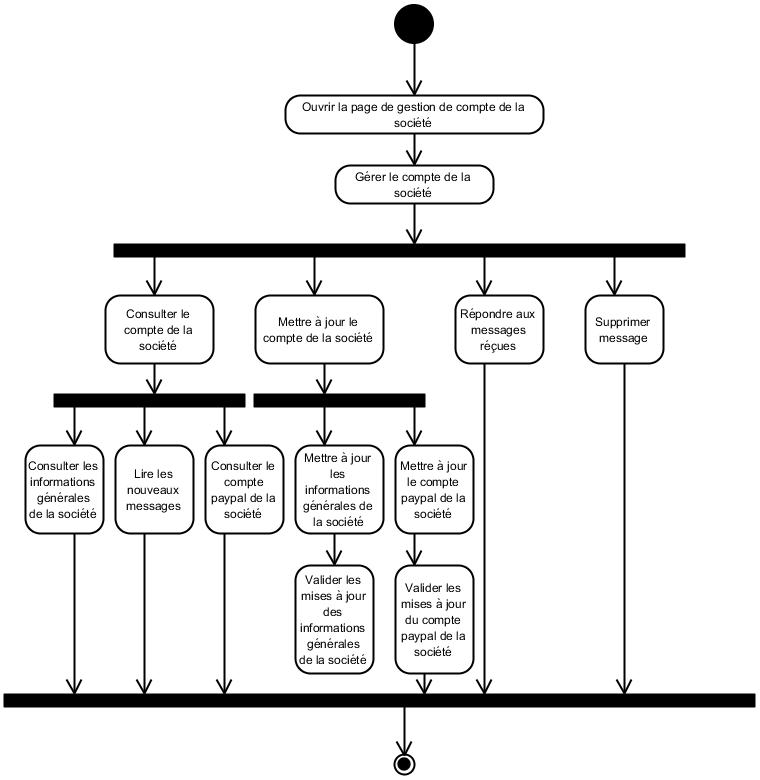 Ouvrir la page de gestion de compte de la
société
Gérer le compte de la
société
Consulter le
compte de la
société
Mettre à jour le
compte de la société
Répondre aux
messages
réçues
Supprimer
message
Consulter les
informations
générales
de la société
Lire les
nouveaux
messages
Consulter le
compte
paypal de la
société
Mettre à jour
les
informations
générales de
la société
Mettre à jour
le compte
paypal de la
société
Valider les
mises à jour
des
informations
générales
de la société
Valider les
mises à jour
du compte
paypal de la
société